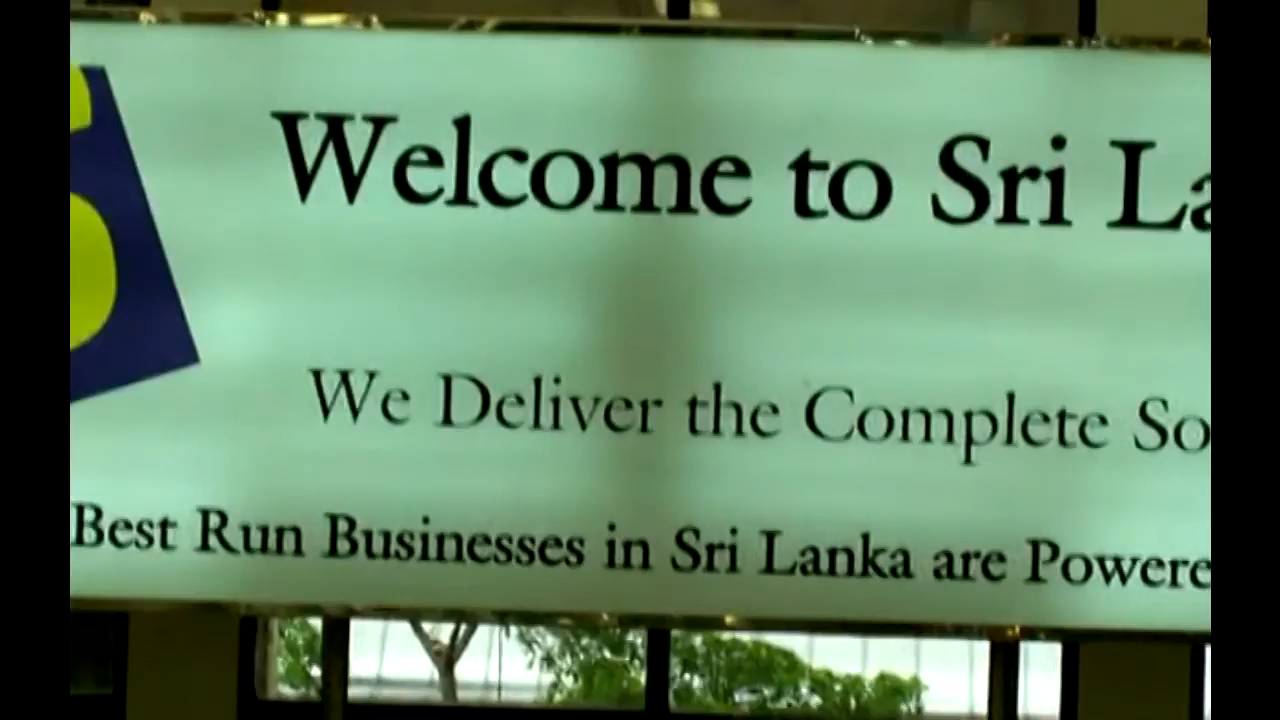 Welcome to Sri La
We Deliver the Complete So
Best Run Businesses in Sri Lanka are Powere